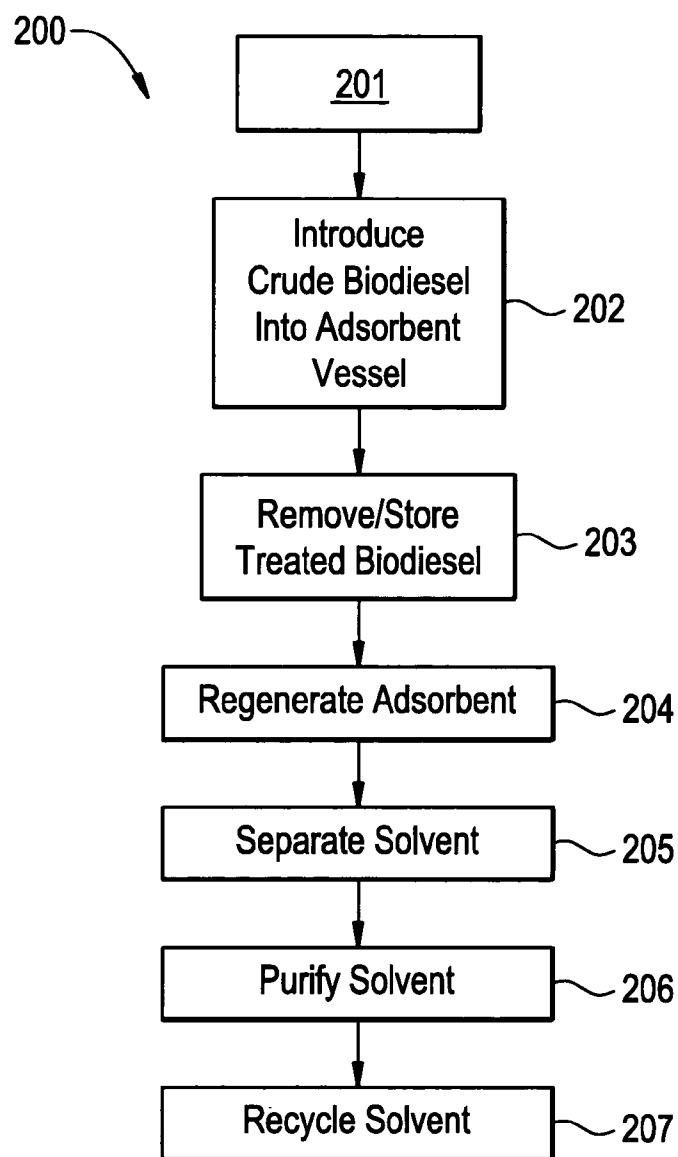 200
201
Introduce
Crude Biodiesel
Into Adsorbent
Vessel
202
Remove/Store
Treated Biodiesel
203
Regenerate Adsorbent
204
Separate Solvent
205
Purify Solvent
206
Recycle Solvent
207